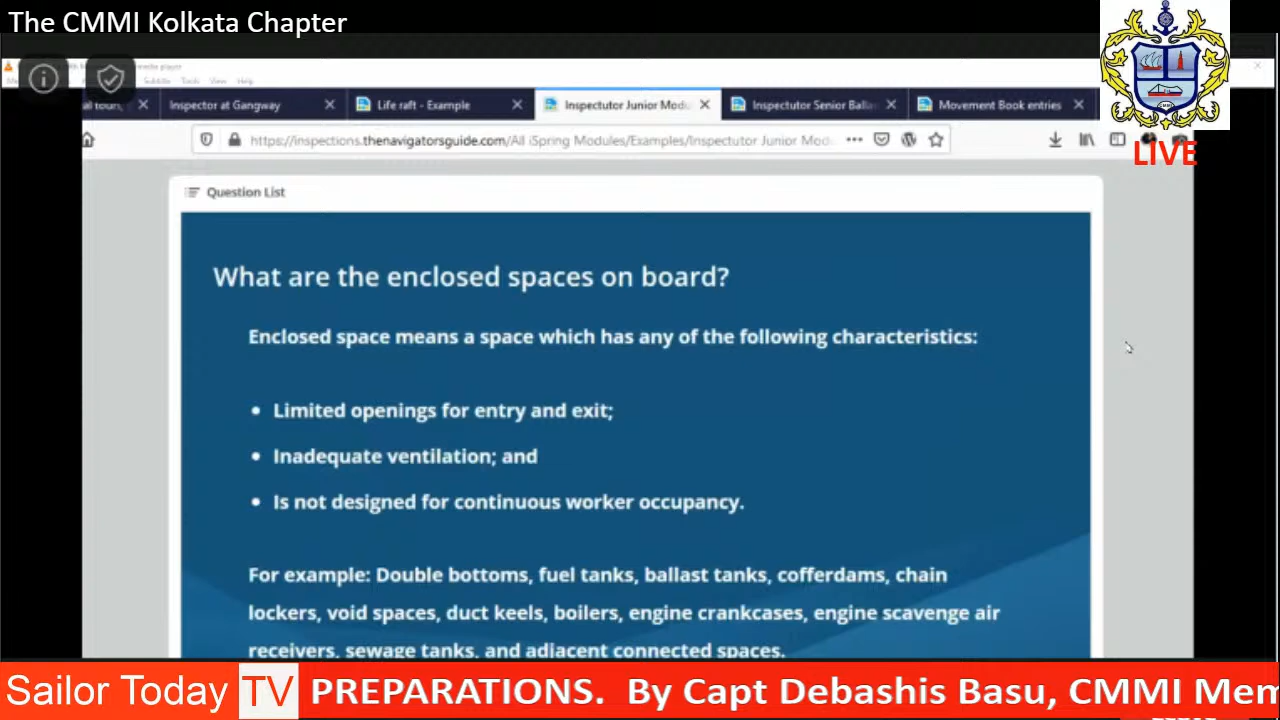 The CMMI Kolkata Chapter
Subtitle Tools View Help
Inspector at Gangway
Life raft - Example
Inspectutor Junior Modu
Inspectutor Senior Balla
Movement Book entries
https://inspections.thenavigatorsguide.com/All iSpring Modules/Examples/Inspectutor Junior Mod
LIVE
Question List
What are the enclosed spaces on board?
Enclosed space means a space which has any of the following characteristics:
• Limited openings for entry and exit;
• Inadequate ventilation; and
• Is not designed for continuous worker occupancy.
For example: Double bottoms, fuel tanks, ballast tanks, cofferdams, chain
lockers, void spaces, duct keels, boilers, engine crankcases, engine scavenge air
receivers, sewage tanks, and adjacent connected spaces.
Sailor Today TV PREPARATIONS. By Capt Debashis Basu, CMMI Mem